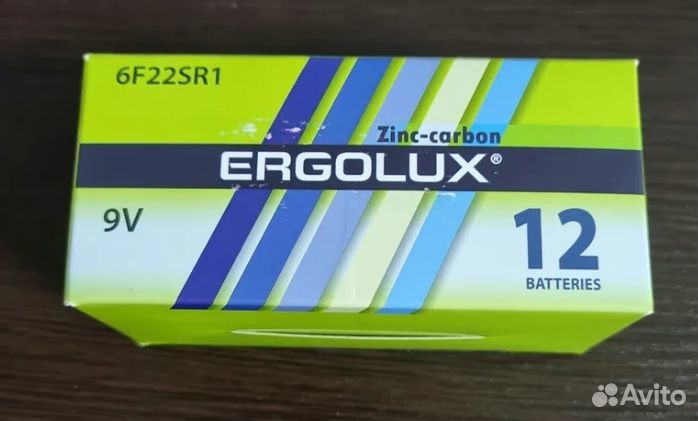 6F22SR1
Zinc-carbon
ERGOLUX®
9V
12
BATTERIES
Avito